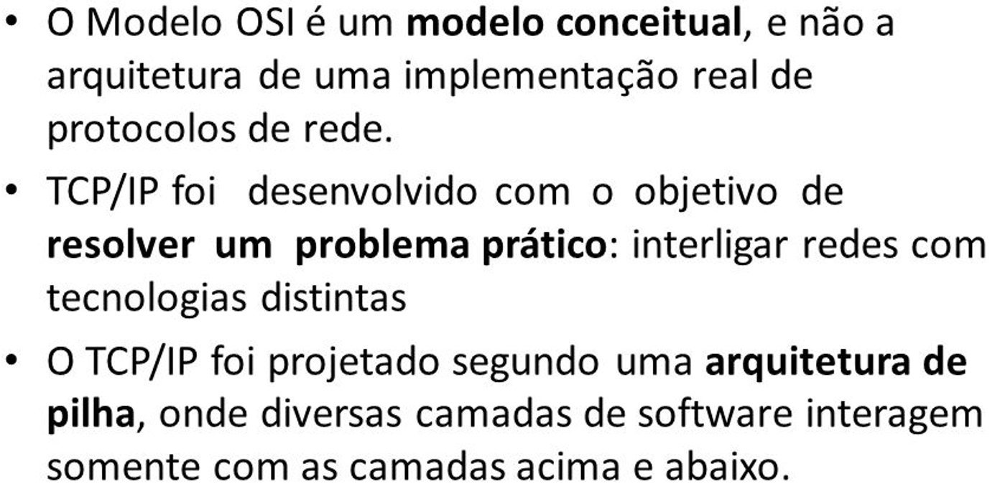 • O Modelo OSI é um modelo conceitual, e não a
arquitetura de uma implementação real de
protocolos de rede.
• TCP/IP foi desenvolvido com o objetivo de
resolver um problema prático: interligar redes com
tecnologias distintas
• O TCP/IP foi projetado segundo uma arquitetura de
pilha, onde diversas camadas de software interagem
somente com as camadas acima e abaixo.